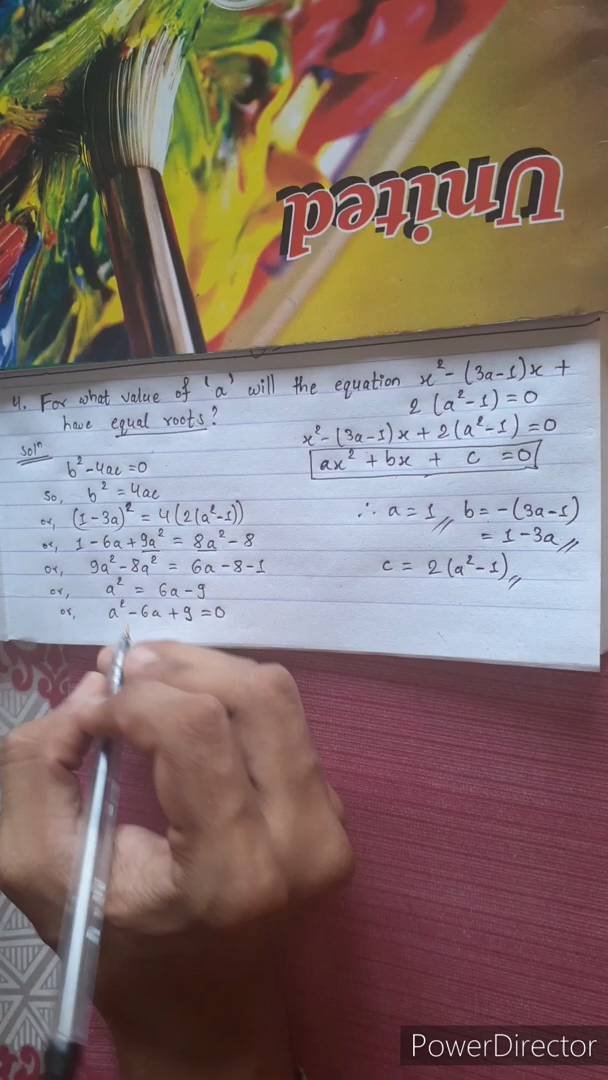 United
4. For what value of 'a' will the equation x² - (3a-1)x +
2(a²-1) = 0
have equal roots?
x² - (3a-1)x + 2(a²-1) = 0
ax² + bx + c = 0
Solⁿ
b² - 4ac = 0
So, b² = 4ac
or, (1-3a)² = 4(2(a²-1))
or, 1 - 6a + 9a² = 8a² - 8
or, 9a² - 8a² = 6a - 8 - 1
or, a² = 6a - 9
or, a² - 6a + 9 = 0
∴ a = 1, b = -(3a-1)
= 1 - 3a
c = 2(a²-1)
PowerDirector